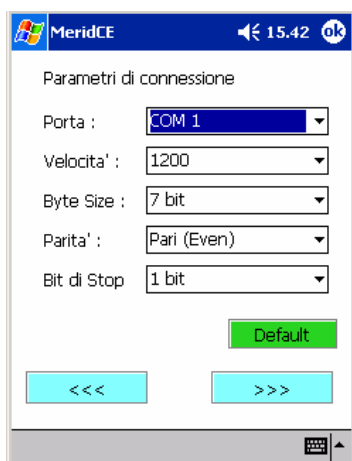 MeridCE 15.42 ok
Parametri di connessione
Porta : COM 1
Velocita' : 1200
Byte Size : 7 bit
Parita' : Pari (Even)
Bit di Stop 1 bit
Default
<<< >>>